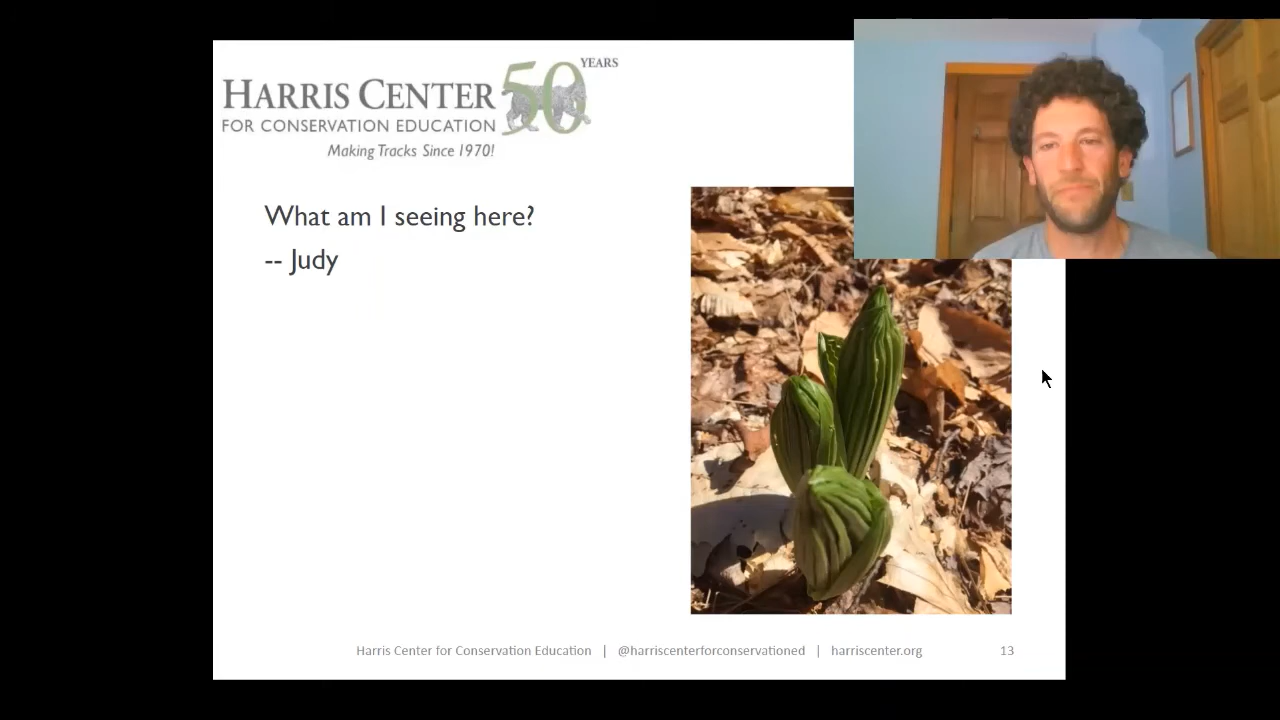 HARRIS CENTER 50 YEARS
FOR CONSERVATION EDUCATION
Making Tracks Since 1970!
What am I seeing here?
-- Judy
Harris Center for Conservation Education | @harriscenterforconservationed | harriscenter.org 13